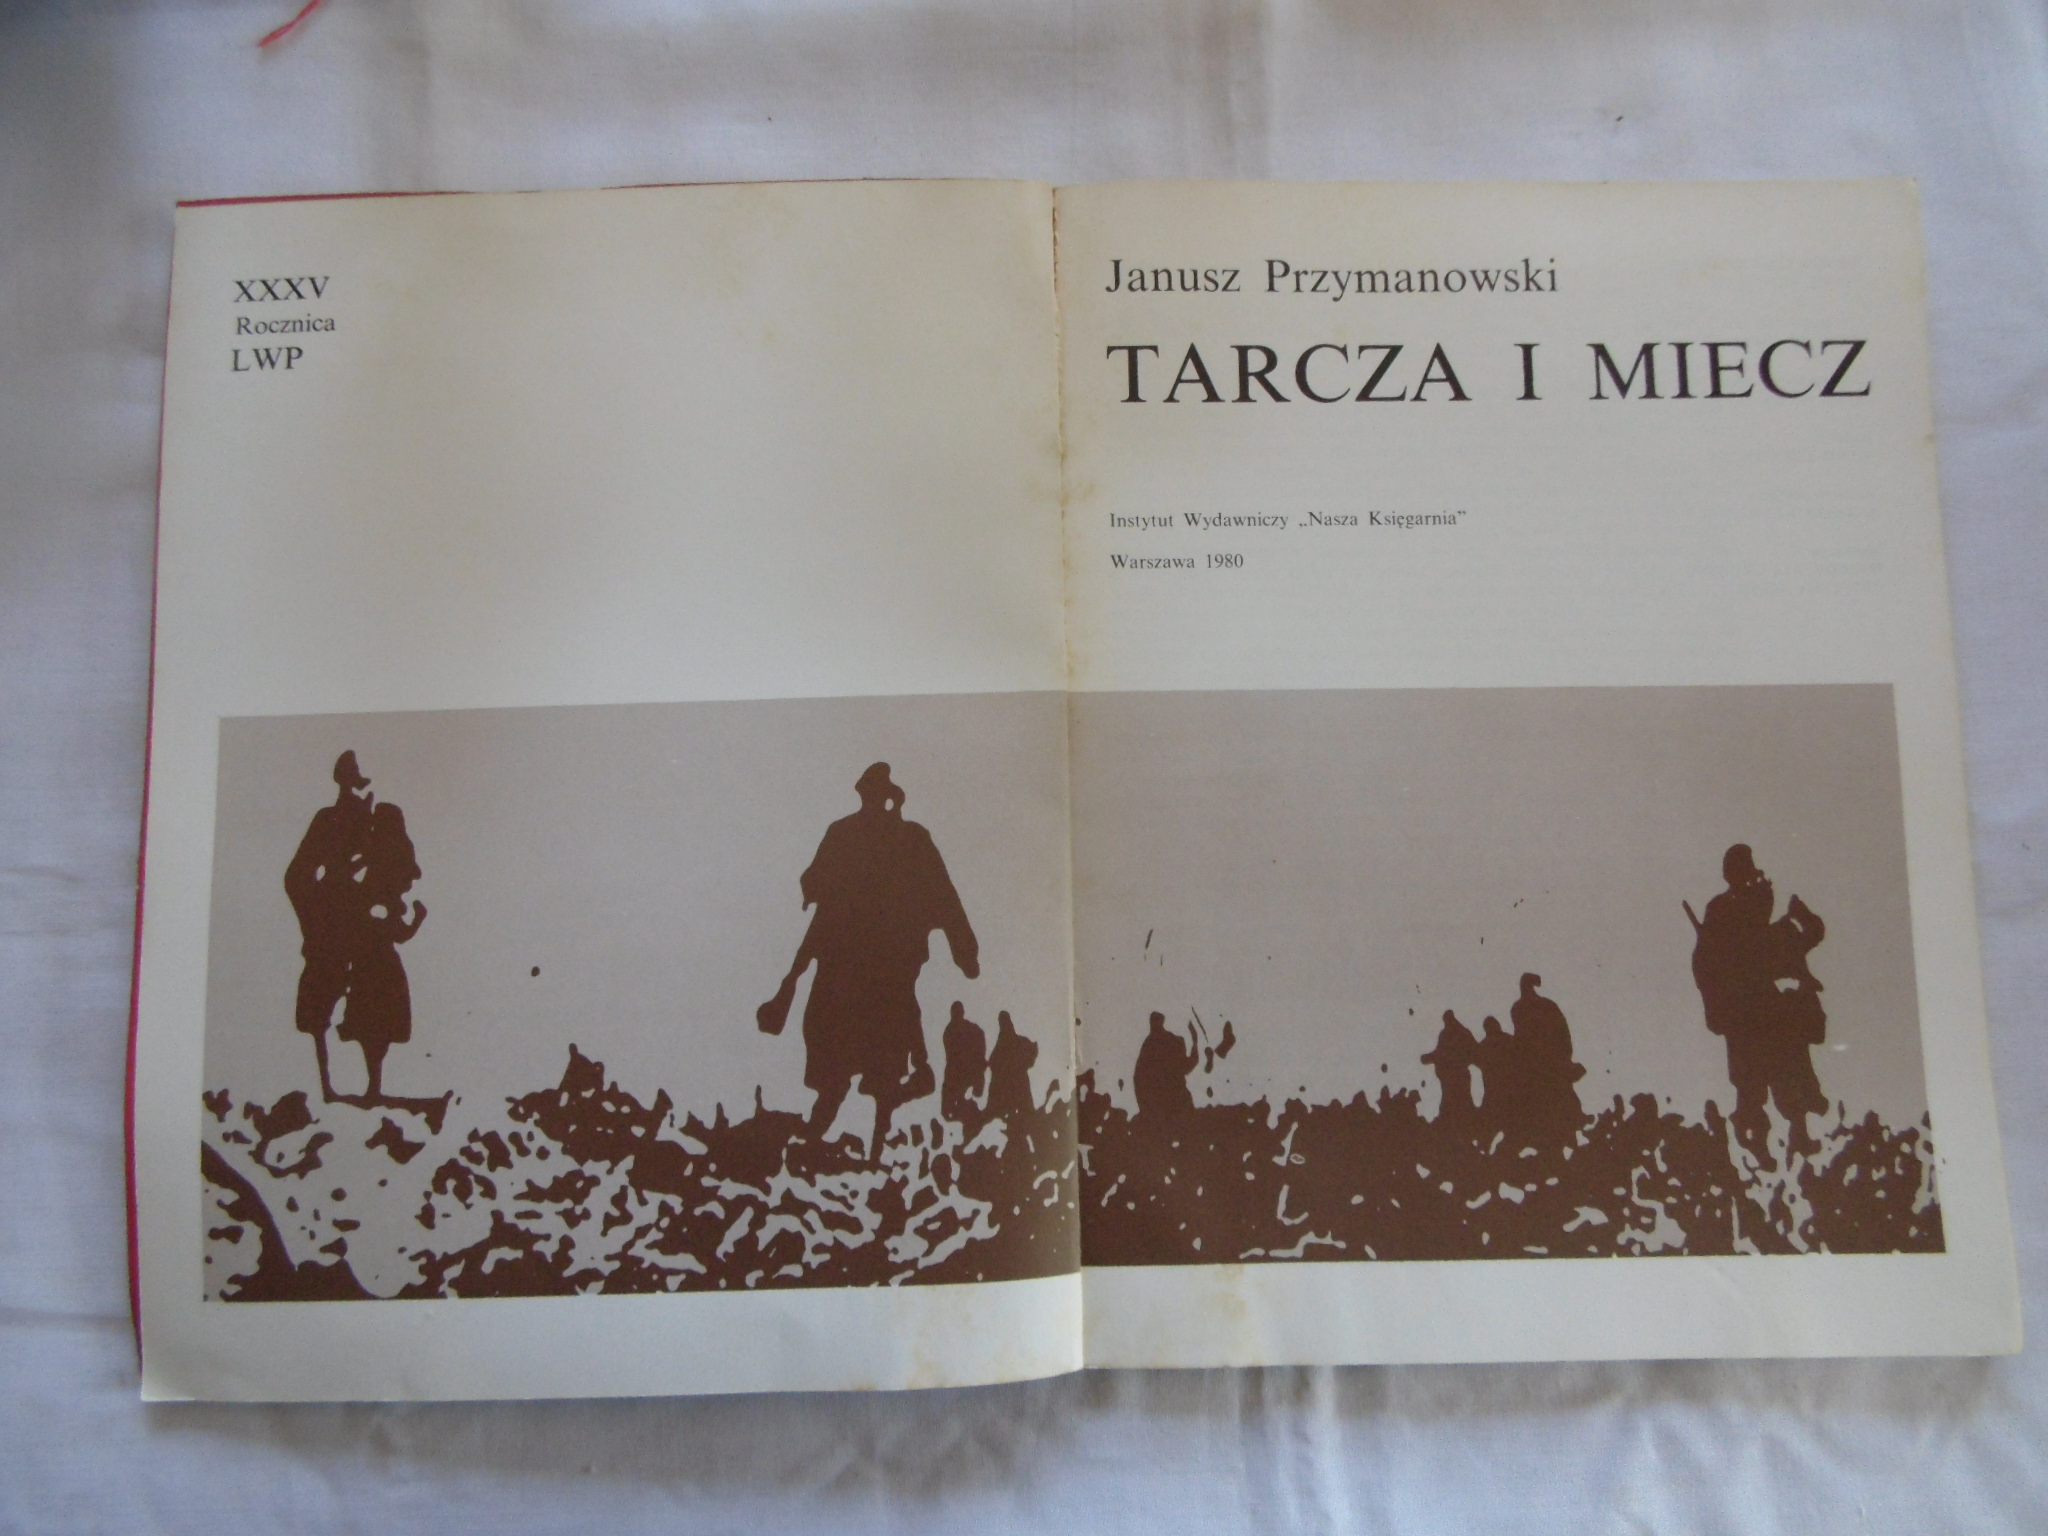 XXXV
Rocznica
LWP
Janusz Przymanowski
TARCZA I MIECZ
Instytut Wydawniczy „Nasza Księgarnia”
Warszawa 1980